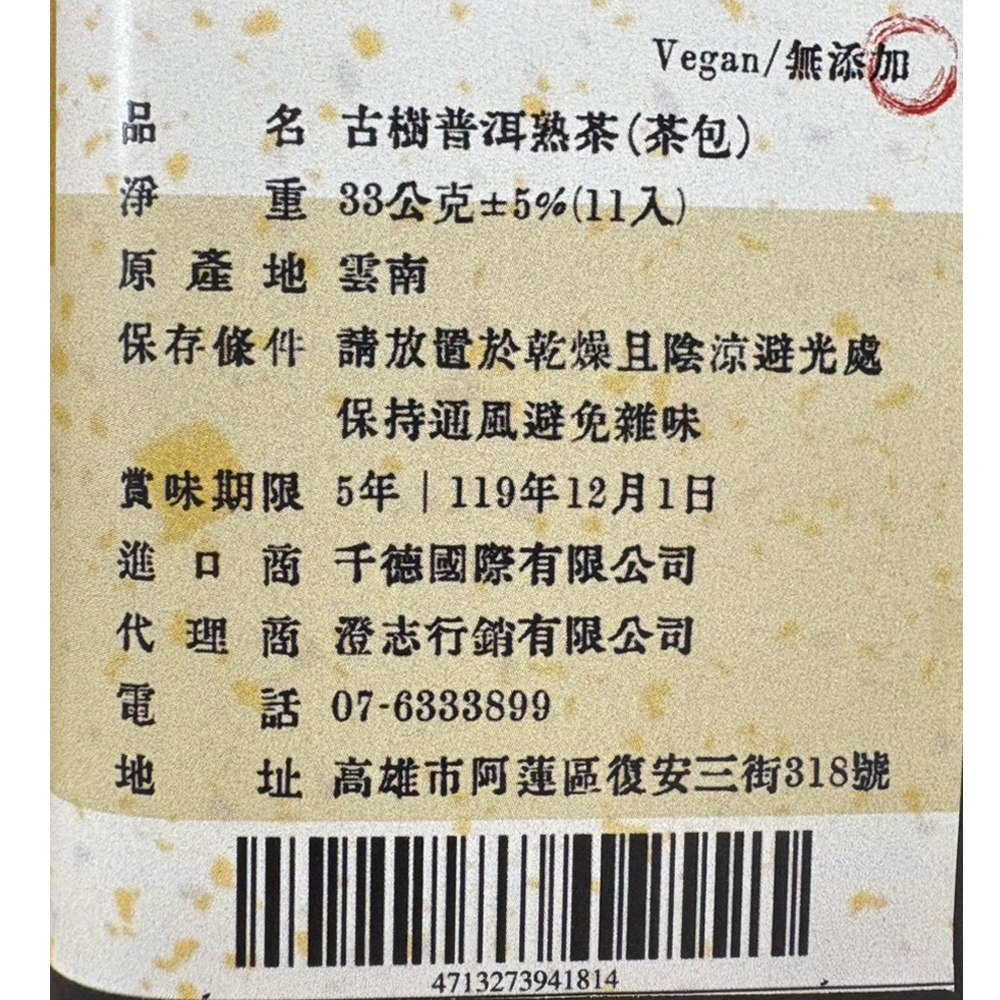 Vegan/無添加
品名 古樹普洱熟茶(茶包)
淨重 33公克±5%(11入)
原產地 雲南
保存條件 請放置於乾燥且陰涼避光處
保持通風避免雜味
賞味期限 5年｜119年12月1日
進口商 千德國際有限公司
代理商 澄志行銷有限公司
電話 07-6333899
地址 高雄市阿蓮區復安三街318號
4713273941814